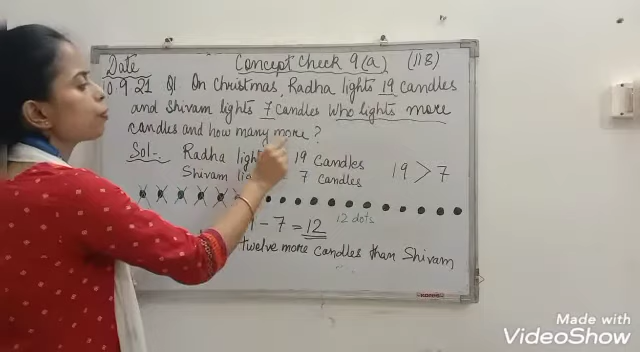 Date
Concept Check 9(a) (118)
10.9.21 Q1 On Christmas, Radha lights 19 candles
and Shivam lights 7 candles who lights more
candles and how many more ?
Sol-. Radha 19 candles
Shivam 7 candles
19 > 7
- 7 = 12 12 dots
twelve more candles than Shivam
Made with
VideoShow